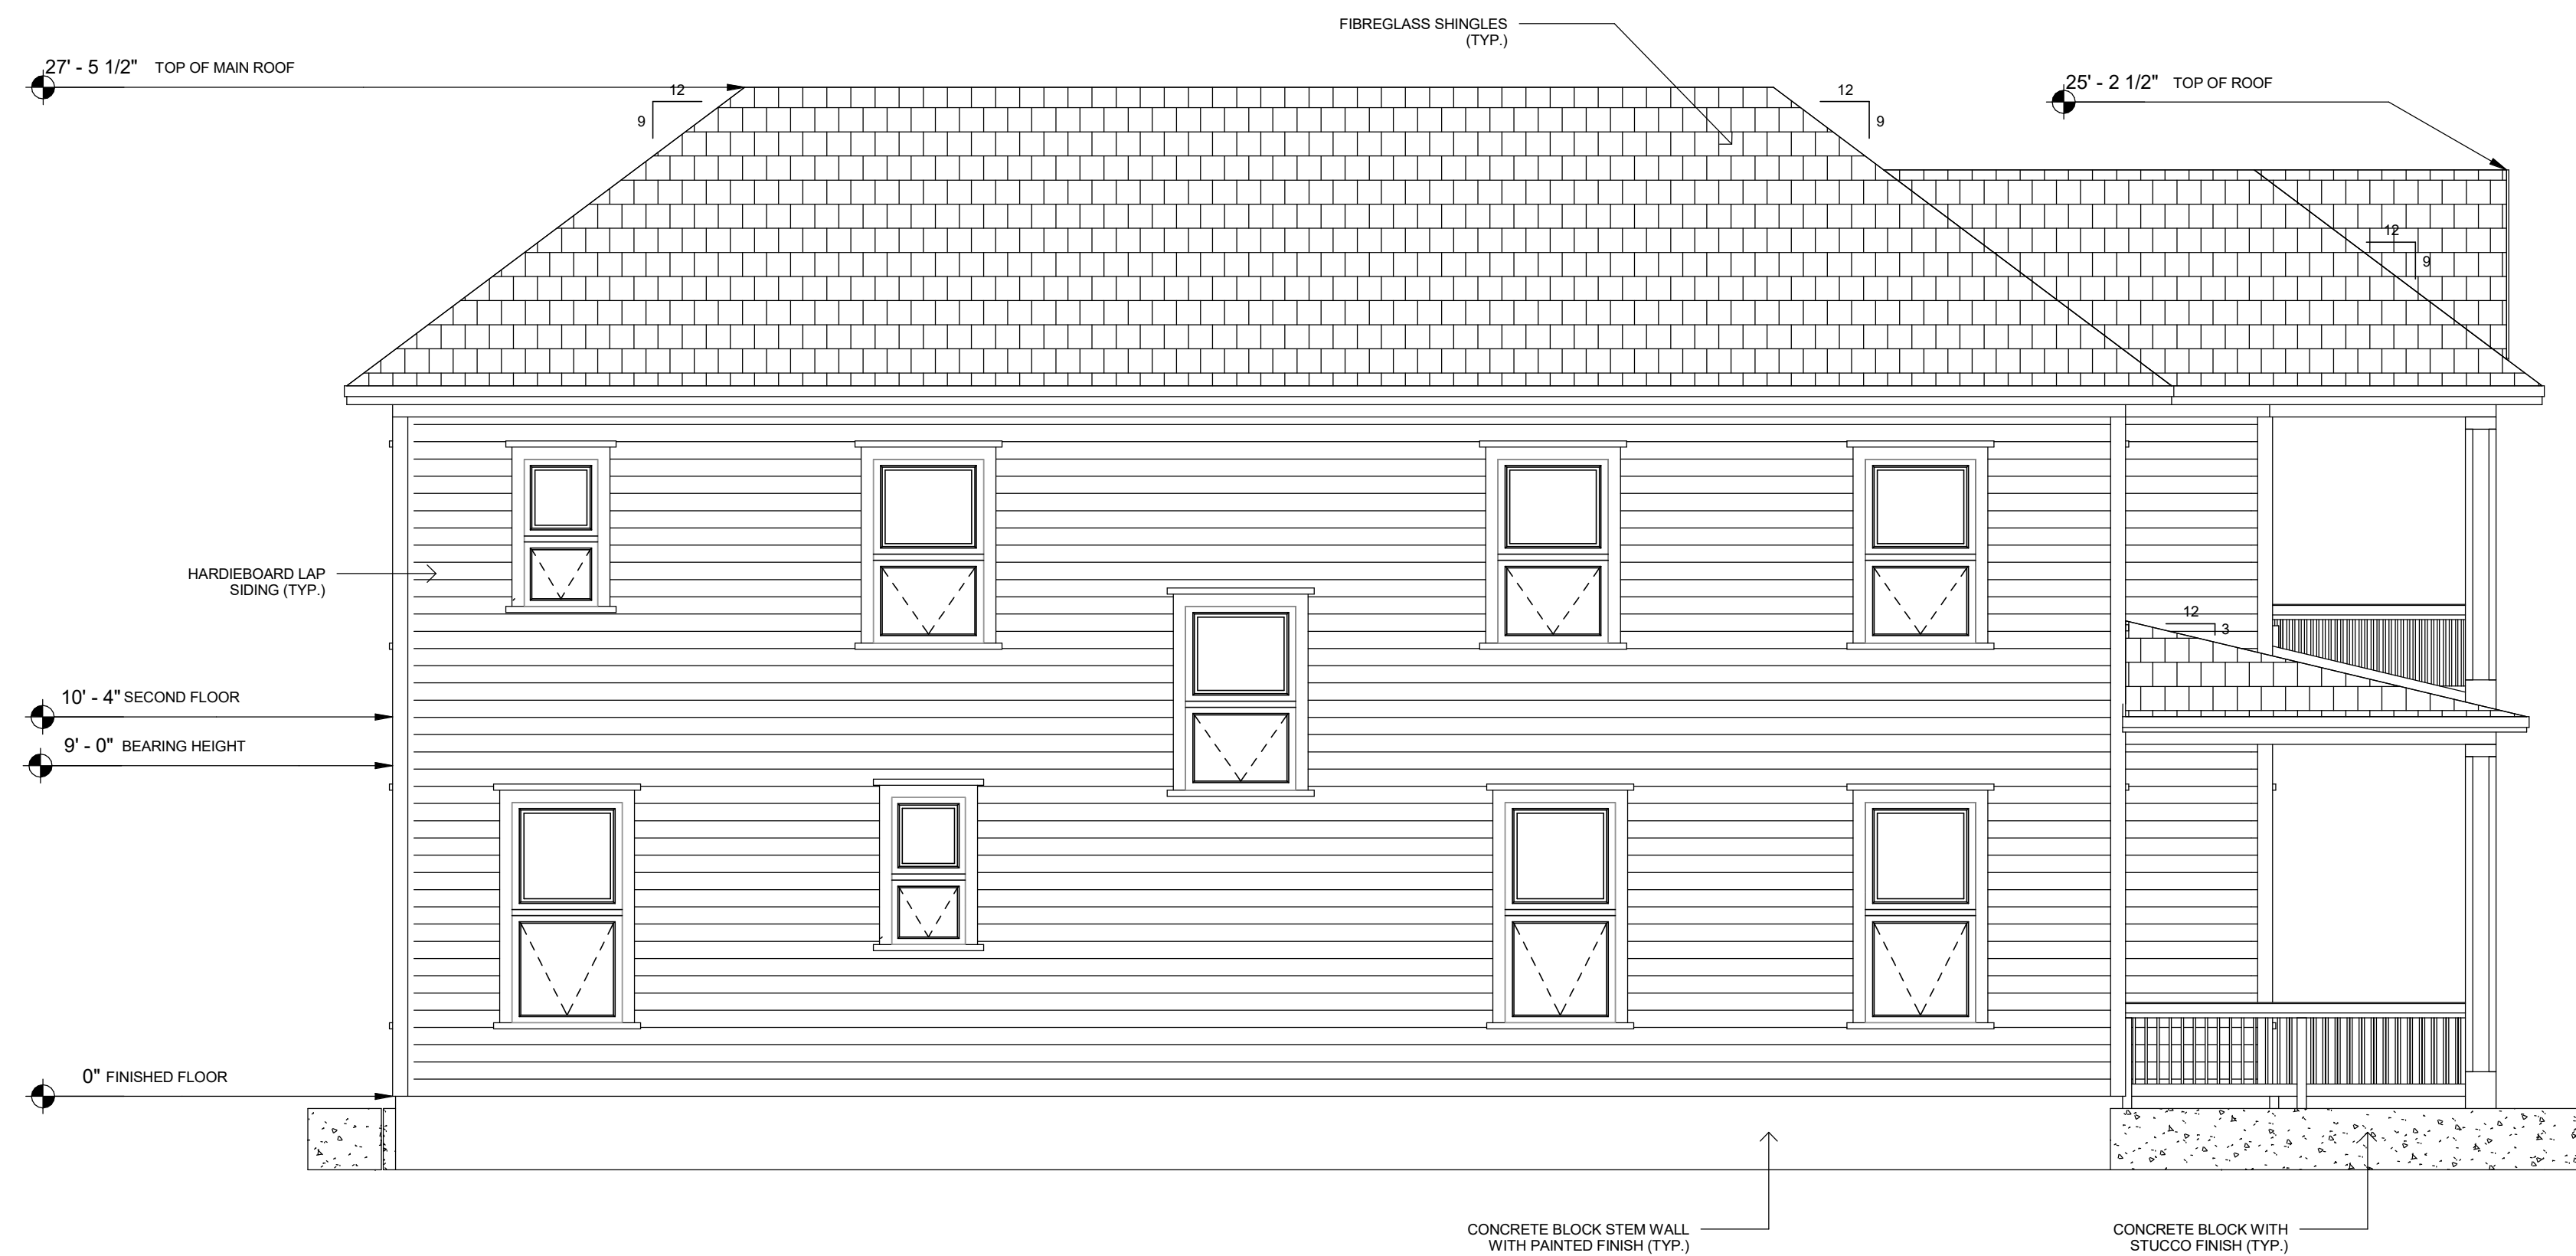 FIBREGLASS SHINGLES
(TYP.)
27' - 5 1/2" TOP OF MAIN ROOF
12
9
12
9
25' - 2 1/2" TOP OF ROOF
12
9
HARDIEBOARD LAP
SIDING (TYP.)
12
3
10' - 4" SECOND FLOOR
9' - 0" BEARING HEIGHT
0" FINISHED FLOOR
CONCRETE BLOCK STEM WALL
WITH PAINTED FINISH (TYP.)
CONCRETE BLOCK WITH
STUCCO FINISH (TYP.)